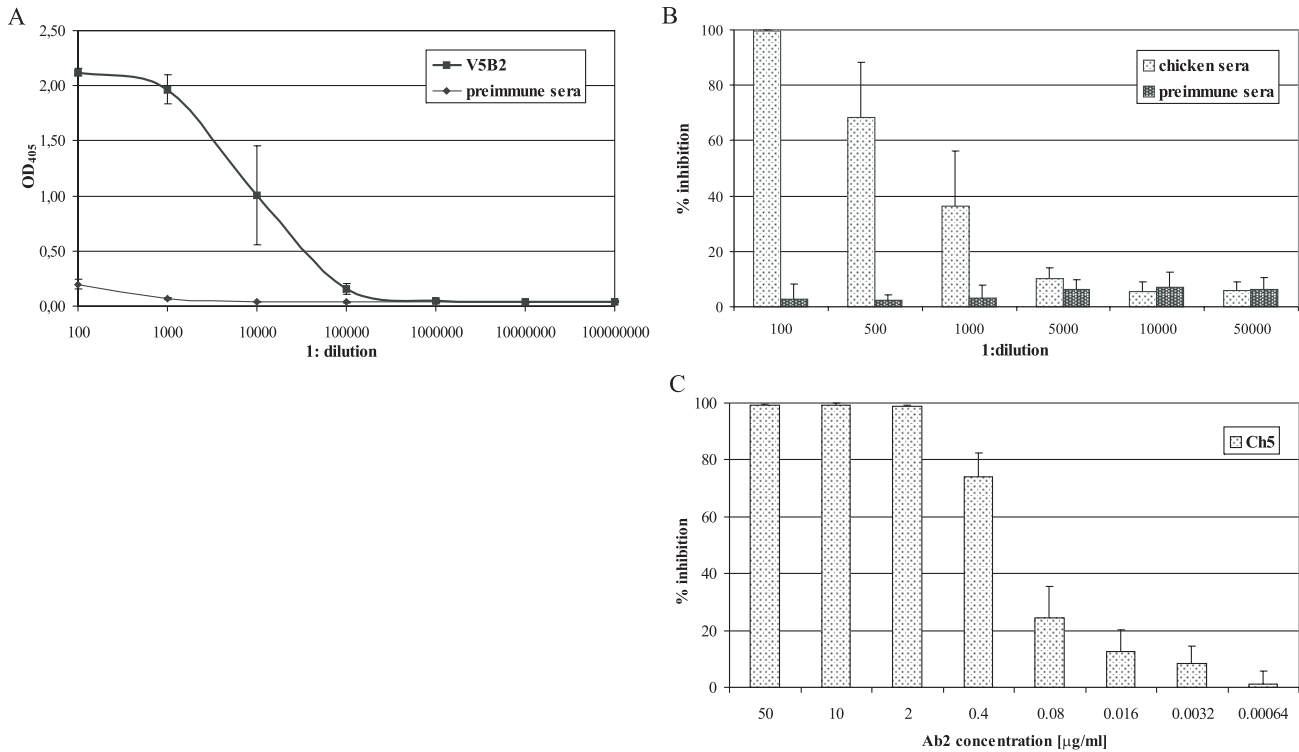 A
2,50
2,00
1,50
1,00
0,50
0,00
OD405
V5B2
preimmune sera
100 1000 10000 100000 1000000 10000000 100000000
1: dilution
B
100
80
60
40
20
0
% inhibition
chicken sera
preimmune sera
100 500 1000 5000 10000 50000
1:dilution
C
100
80
60
40
20
0
% inhibition
Ch5
50 10 2 0.4 0.08 0.016 0.0032 0.00064
Ab2 concentration [µg/ml]